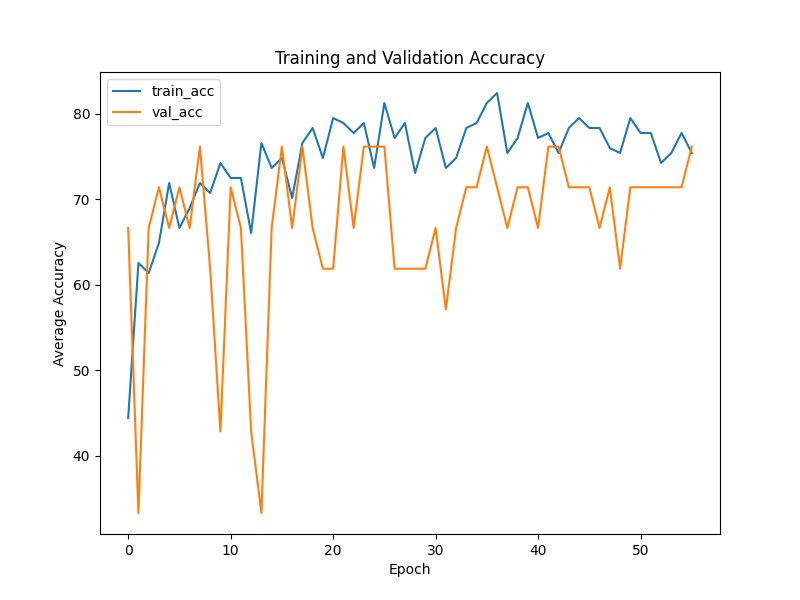 Training and Validation Accuracy
train_acc
val_acc
Average Accuracy
80
70
60
50
40
0 10 20 30 40 50
Epoch